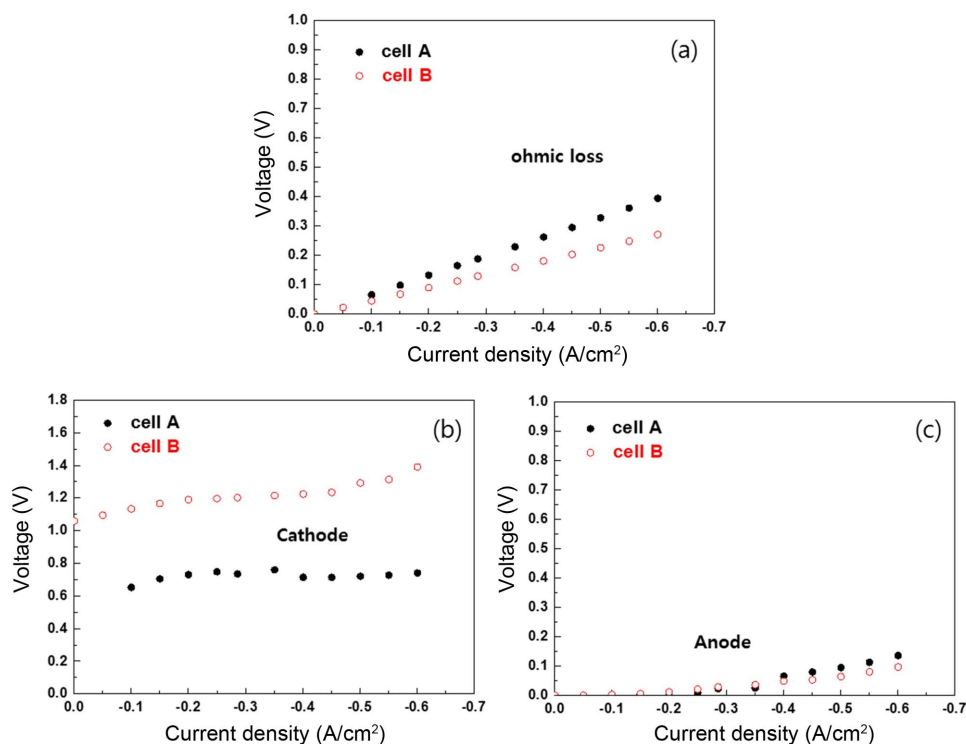 1.0
0.9
0.8
0.7
0.6
0.5
0.4
0.3
0.2
0.1
0.0
Voltage (V)
cell A
cell B
(a)
ohmic loss
0.0 -0.1 -0.2 -0.3 -0.4 -0.5 -0.6 -0.7
Current density (A/cm²)
1.8
1.6
1.4
1.2
1.0
0.8
0.6
0.4
0.2
0.0
Voltage (V)
cell A
cell B
(b)
Cathode
0.0 -0.1 -0.2 -0.3 -0.4 -0.5 -0.6 -0.7
Current density (A/cm²)
1.0
0.9
0.8
0.7
0.6
0.5
0.4
0.3
0.2
0.1
0.0
Voltage (V)
cell A
cell B
(c)
Anode
0.0 -0.1 -0.2 -0.3 -0.4 -0.5 -0.6 -0.7
Current density (A/cm²)